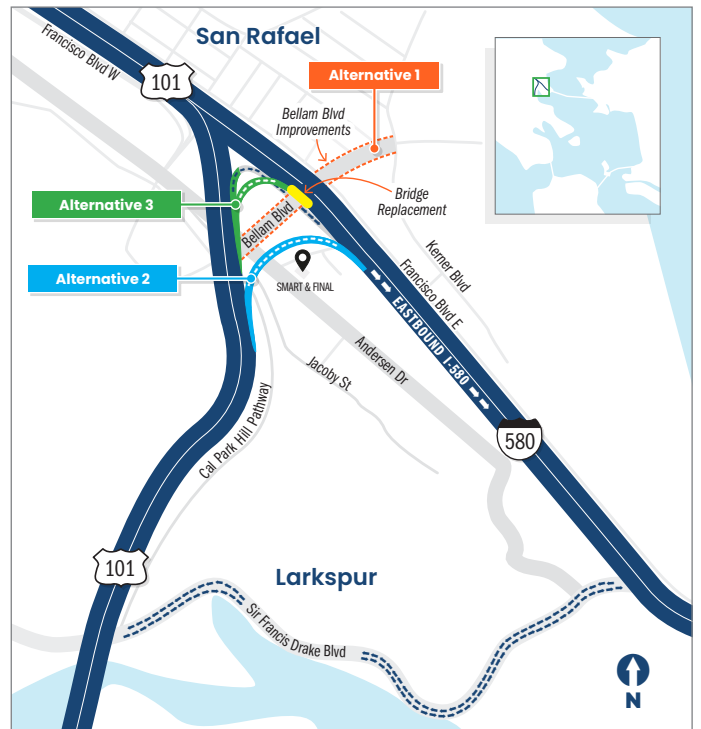 San Rafael
Francisco Blvd W
101
Alternative 1
Bellam Blvd
Improvements
Bridge
Replacement
Alternative 3
Bellam Blvd
Alternative 2
SMART & FINAL
Kerner Blvd
Francisco Blvd E
EASTBOUND I-580
Andersen Dr
Jacoby St
Cal Park Hill Pathway
580
101
Larkspur
Sir Francis Drake Blvd
N